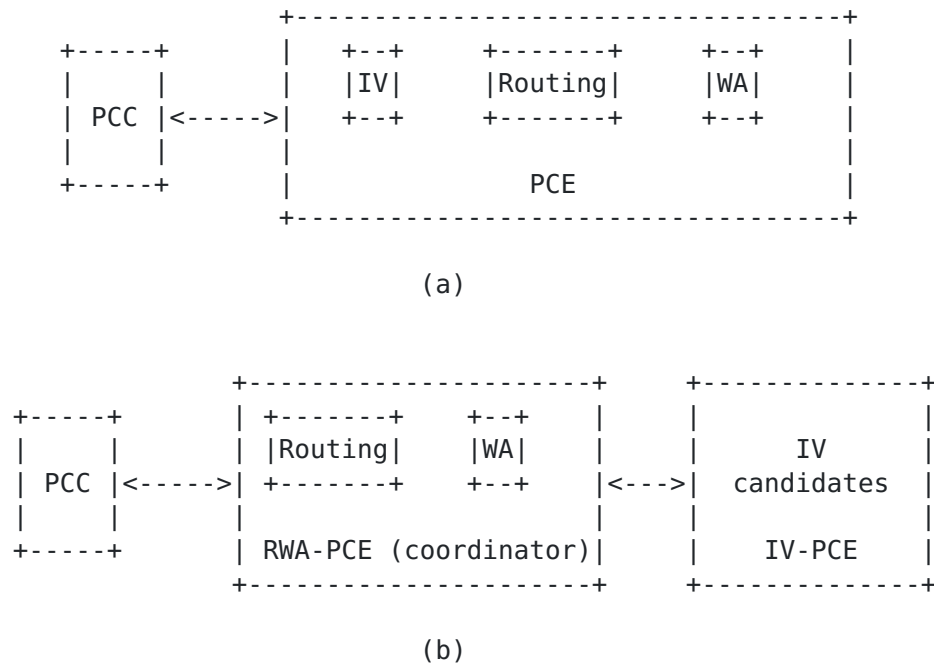 IV Routing WA
PCC
PCE
(a)
Routing WA IV
PCC candidates
RWA-PCE (coordinator) IV-PCE
(b)